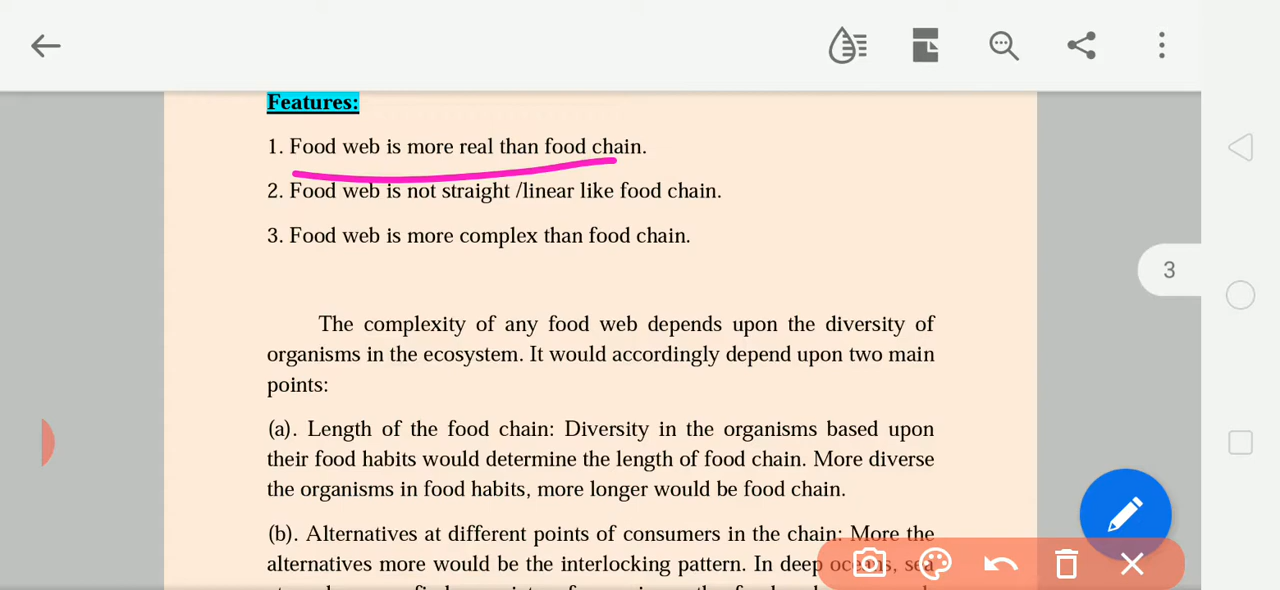 Features:
1. Food web is more real than food chain.
2. Food web is not straight /linear like food chain.
3
3. Food web is more complex than food chain.
The complexity of any food web depends upon the diversity of
organisms in the ecosystem. It would accordingly depend upon two main
points:
(a). Length of the food chain: Diversity in the organisms based upon
their food habits would determine the length of food chain. More diverse
the organisms in food habits, more longer would be food chain.
(b). Alternatives at different points of consumers in the chain: More the
alternatives more would be the interlocking pattern. In deep oceans, sea